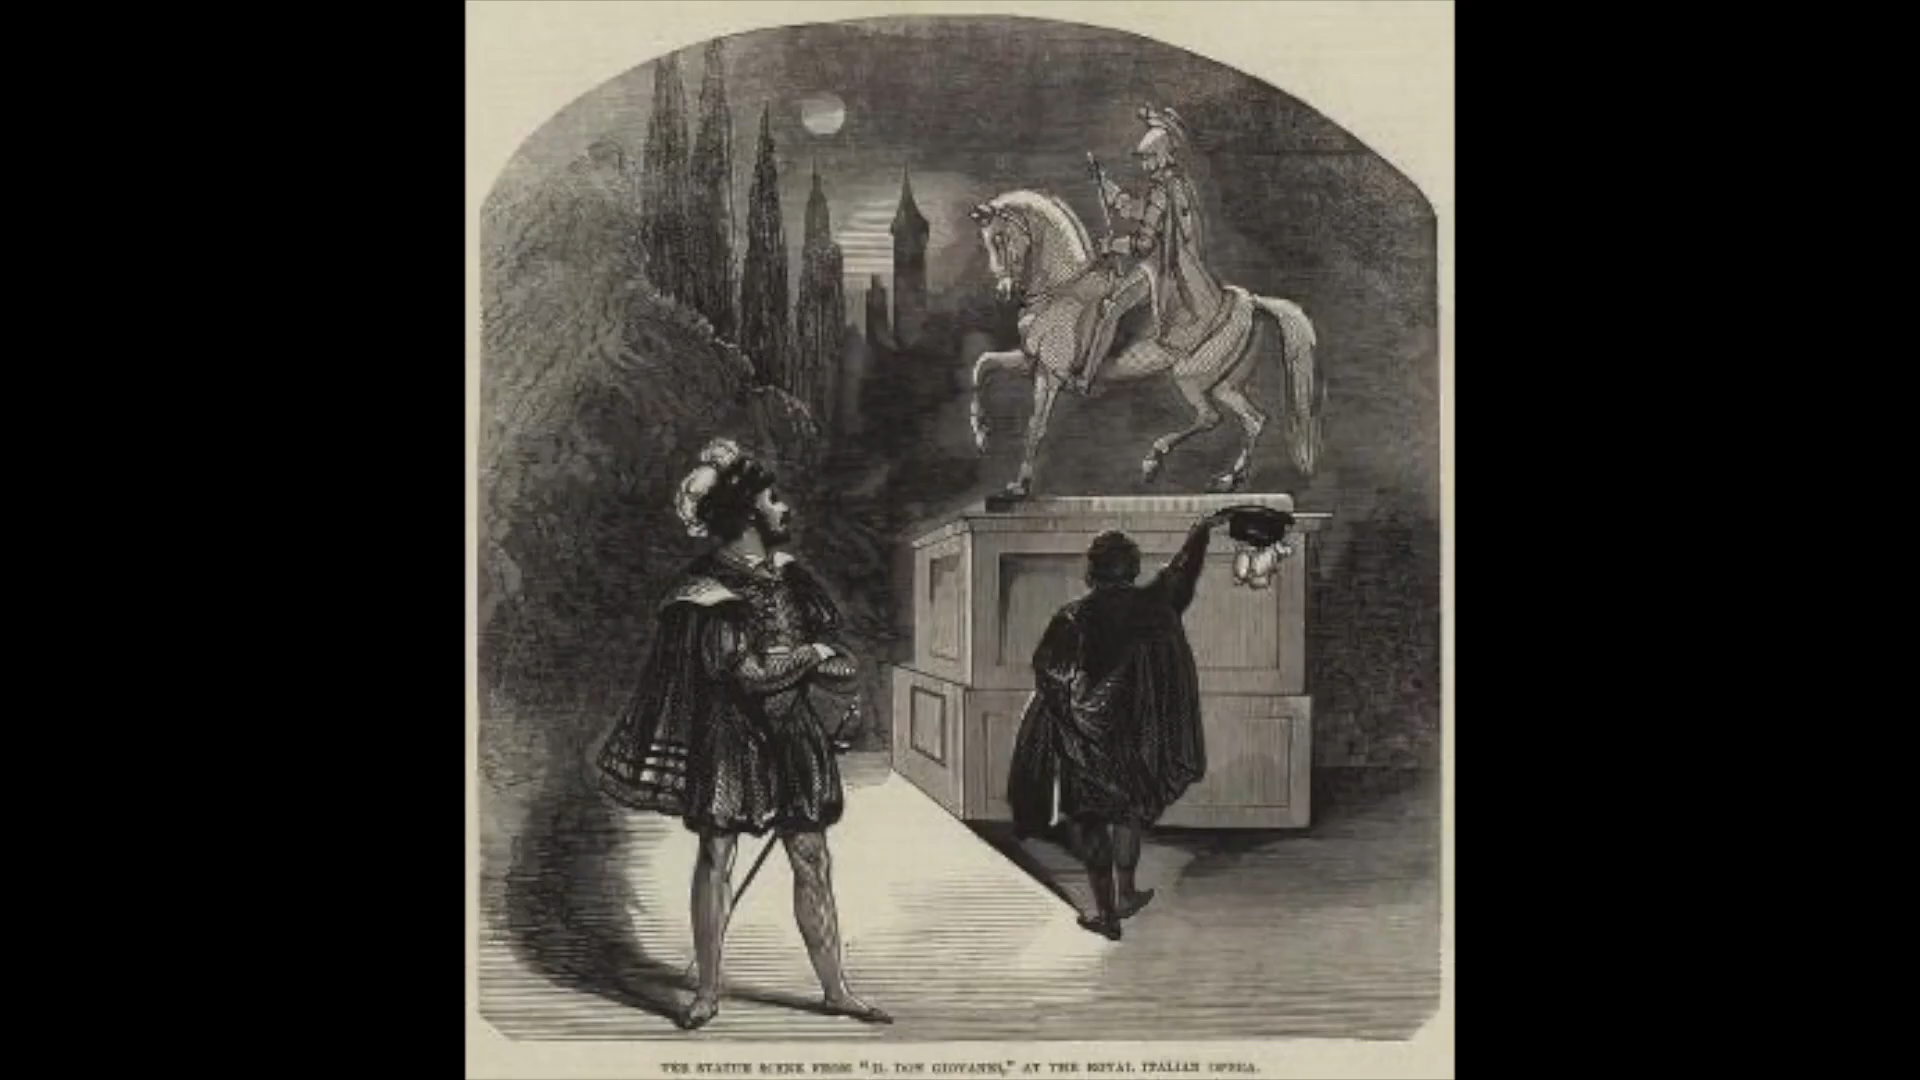 THE STATUE SCENE FROM "IL DON GIOVANNI," AT THE ROYAL ITALIAN OPERA.